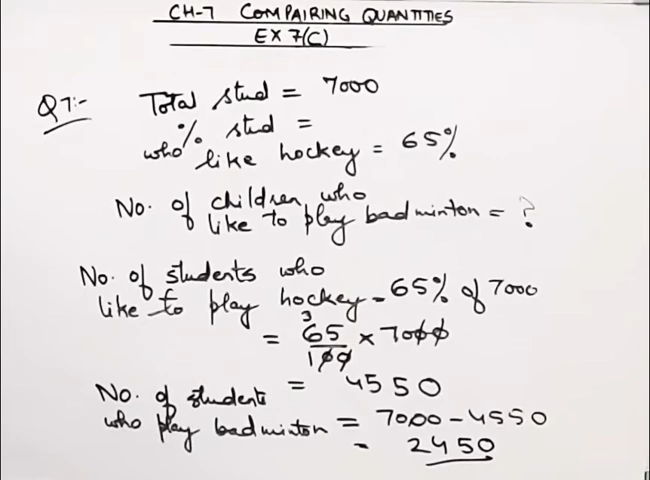 CH-7 COMPAIRING QUANTITIES
EX 7(C)
Q7:- Total stud = 7000
% stud =
who like hockey = 65%
No. of children who
like to play badminton = ?
No. of students who
like to play hockey = 65% of 7000
3
= 65/100 × 7000
= 4550
No. of students
who play badminton = 7000 - 4550
= 2450